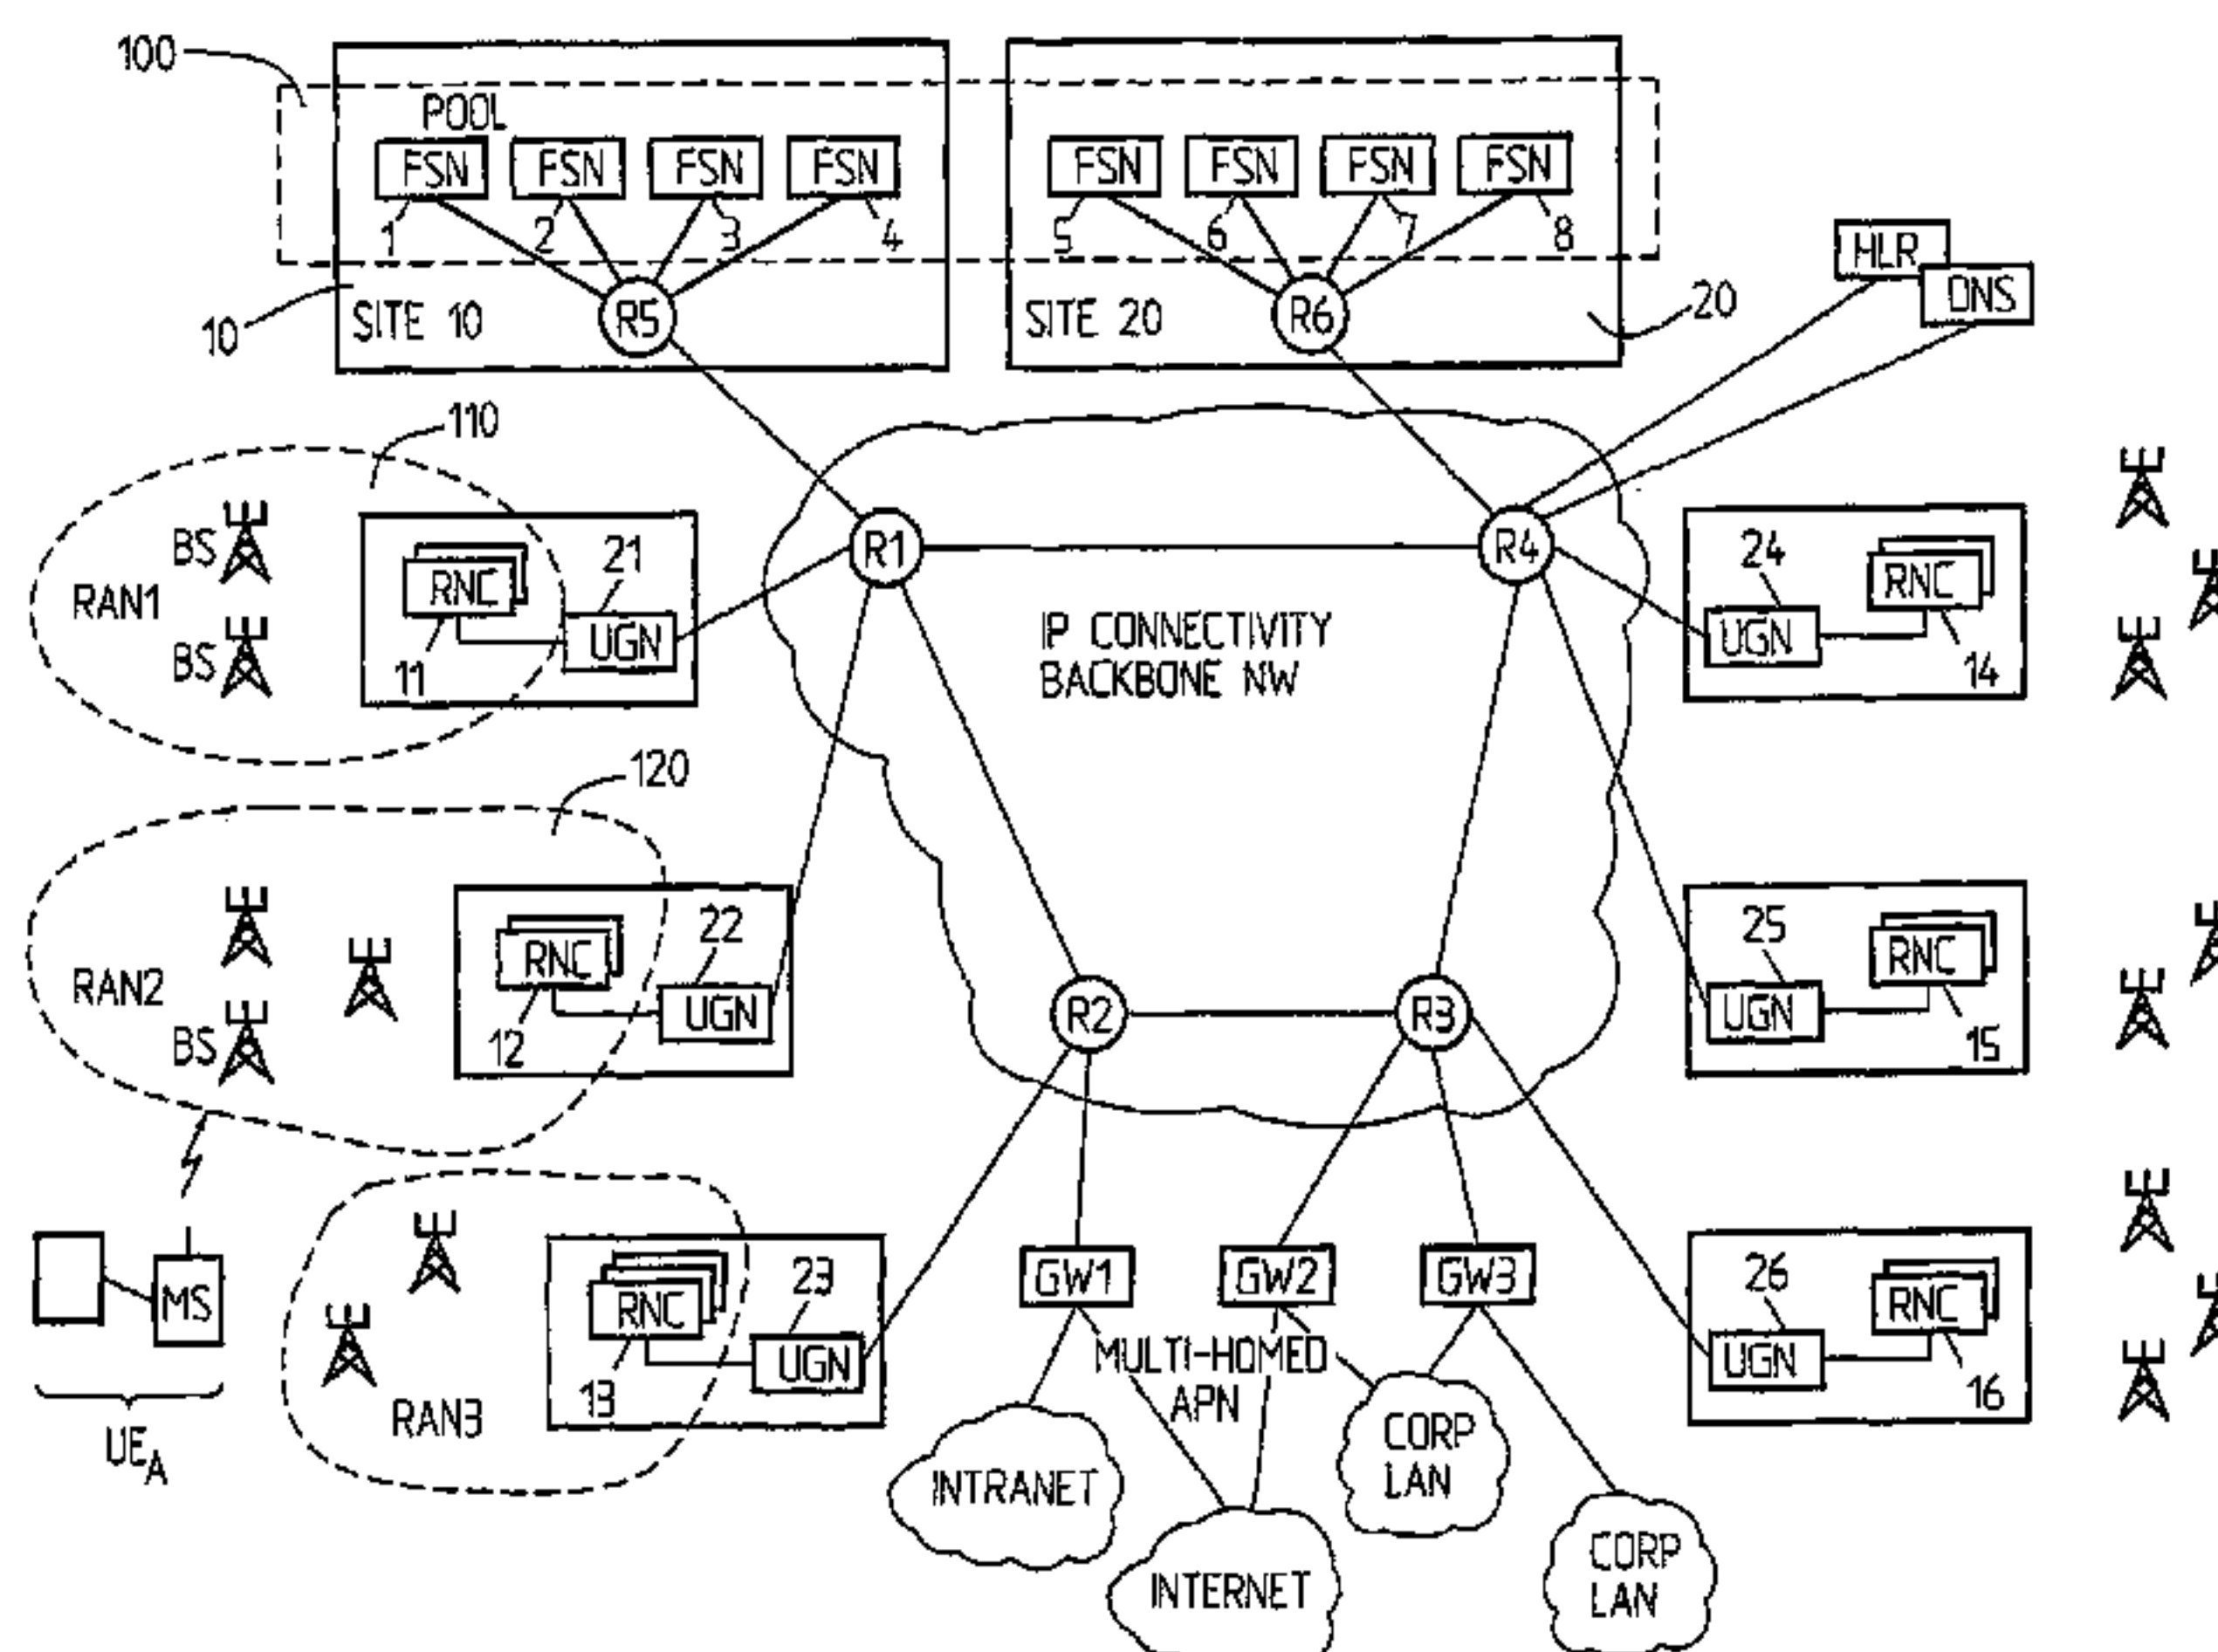 100
POOL
FSN FSN FSN FSN
1 2 3 4
FSN FSN FSN FSN
5 6 7 8
HLR
DNS
10
SITE 10
R5
SITE 20
R6
20
110
RAN1
BS
BS
RNC
11
21
UGN
R1
R4
IP CONNECTIVITY
BACKBONE NW
24
UGN
RNC
14
120
RAN2
BS
RNC
12
22
UGN
R2
R3
25
UGN
RNC
15
MS
UEA
RAN3
RNC
13
23
UGN
GW1
GW2
GW3
MULTI-HOMED
APN
26
UGN
RNC
16
INTRANET
INTERNET
CORP
LAN
CORP
LAN